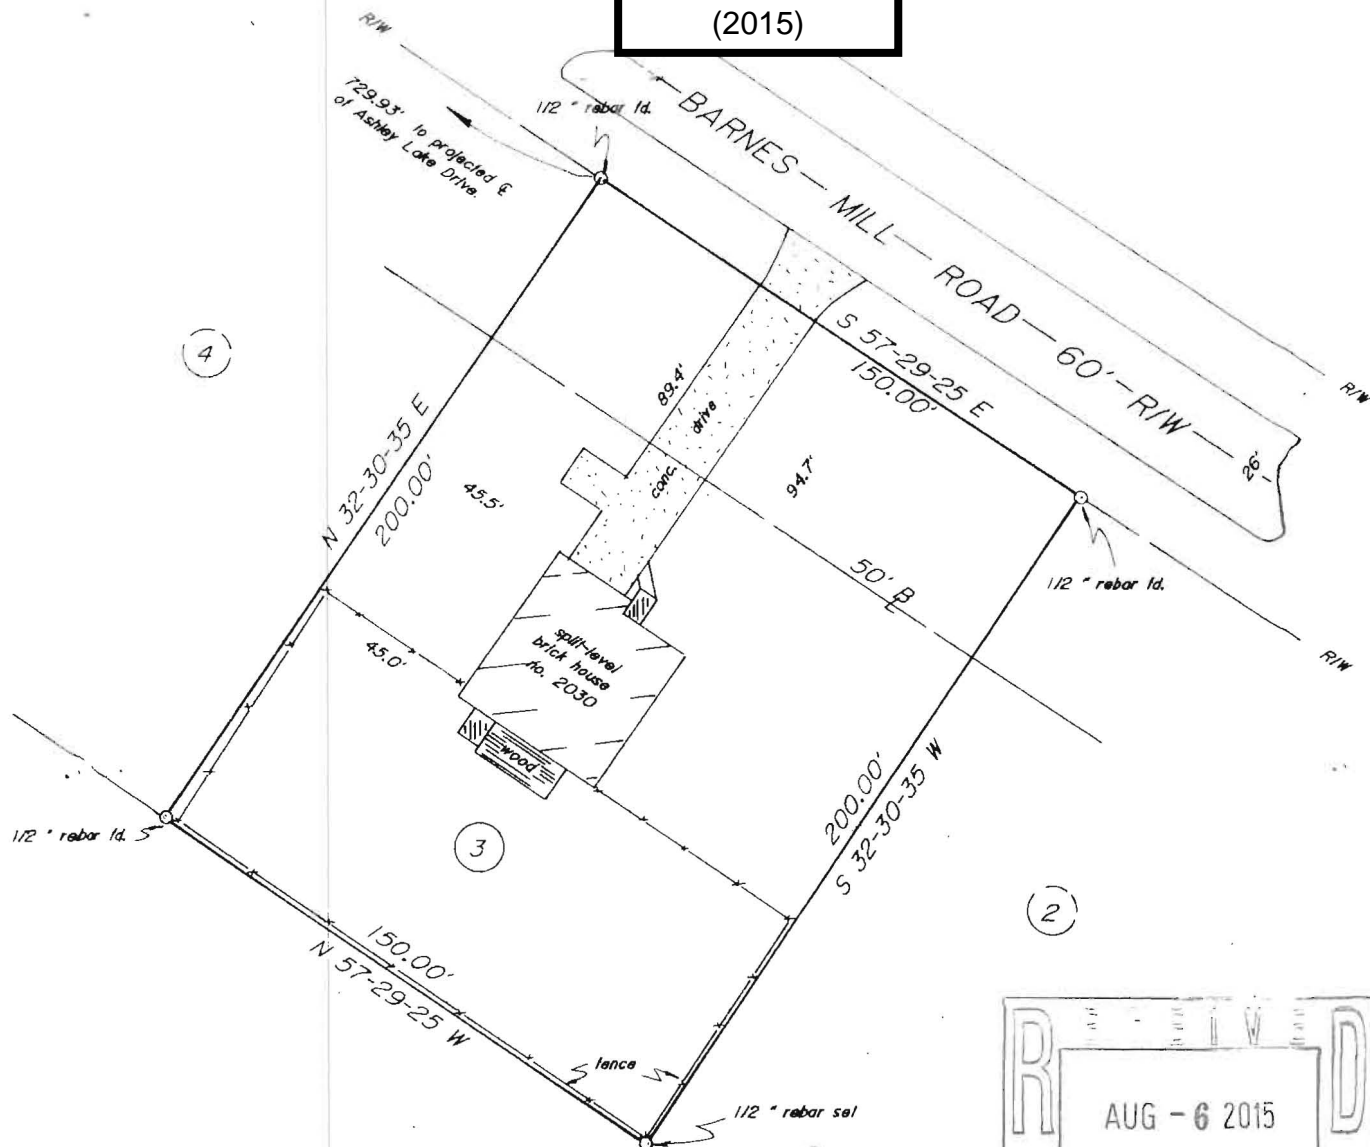 (2015)
R/W
729.93' to projected ℄
of Ashley Lake Drive.
1/2 " rebar fd.
BARNES MILL ROAD 60' R/W
26'
R/W
4
S 57-29-25 E
150.00'
89.4'
conc. drive
94.7'
N 32-30-35 E
200.00'
45.5'
50' BL
1/2 " rebar fd.
R/W
45.0'
split-level
brick house
no. 2030
wood
200.00'
S 32-30-35 W
1/2 " rebar fd.
3
2
150.00'
N 57-29-25 W
fence
1/2 " rebar set
AUG - 6 2015